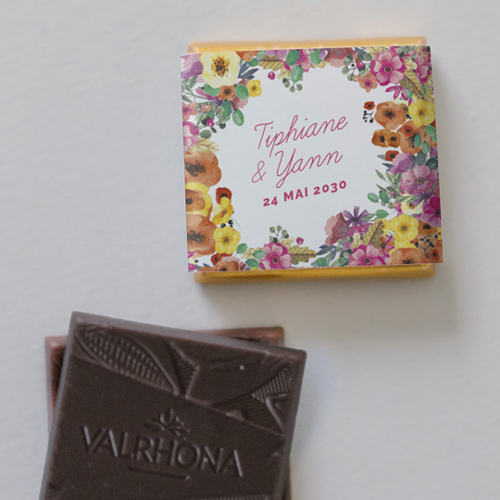 Tiphiane
& Yann
24 MAI 2030
VALRHONA